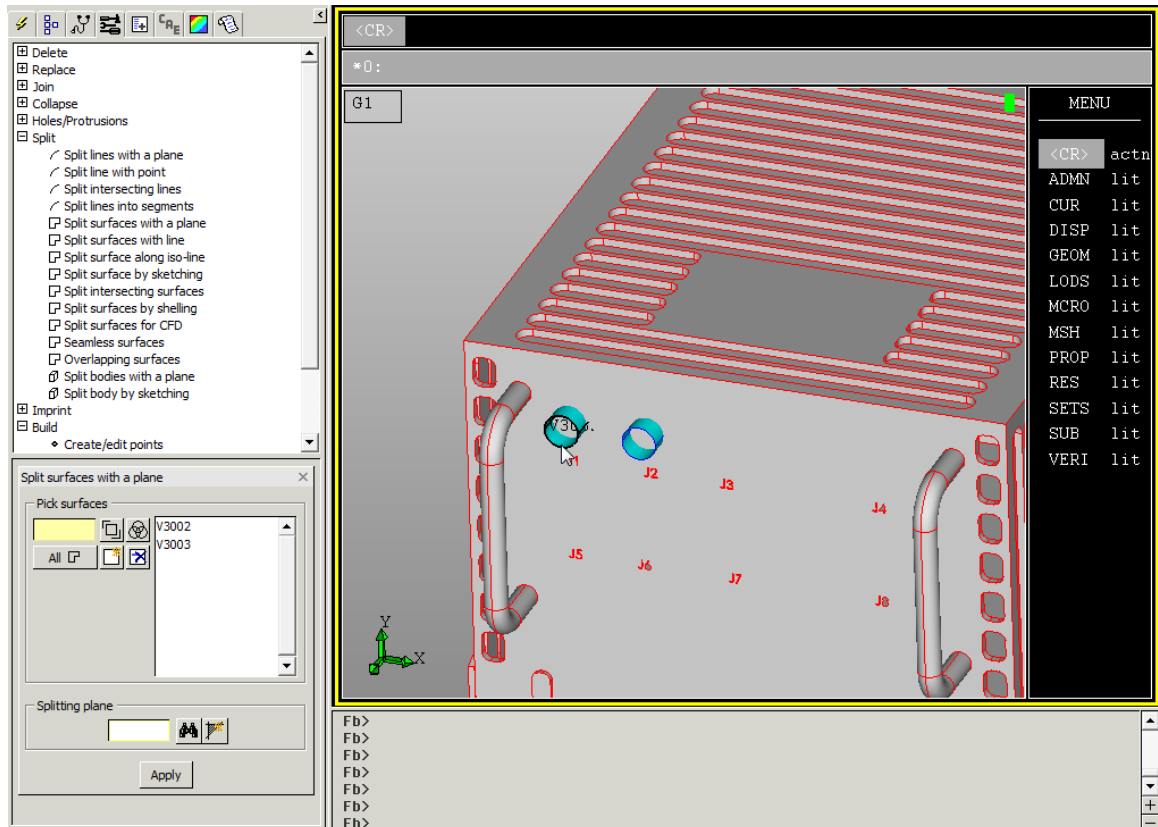 CAE
Delete
Replace
Join
Collapse
Holes/Protrusions
Split
Split lines with a plane
Split line with point
Split intersecting lines
Split lines into segments
Split surfaces with a plane
Split surfaces with line
Split surface along iso-line
Split surface by sketching
Split intersecting surfaces
Split surfaces by shelling
Split surfaces for CFD
Seamless surfaces
Overlapping surfaces
Split bodies with a plane
Split body by sketching
Imprint
Build
Create/edit points
Split surfaces with a plane
Pick surfaces
V3002
V3003
All
Splitting plane
Apply
<CR>
*0:
G1
J2
J3
J4
J5
J6
J7
J8
Y
X
MENU
<CR> actn
ADMN lit
CUR lit
DISP lit
GEOM lit
LODS lit
MCRO lit
MSH lit
PROP lit
RES lit
SETS lit
SUB lit
VERI lit
Fb>
Fb>
Fb>
Fb>
Fb>
Fb>
Fb>